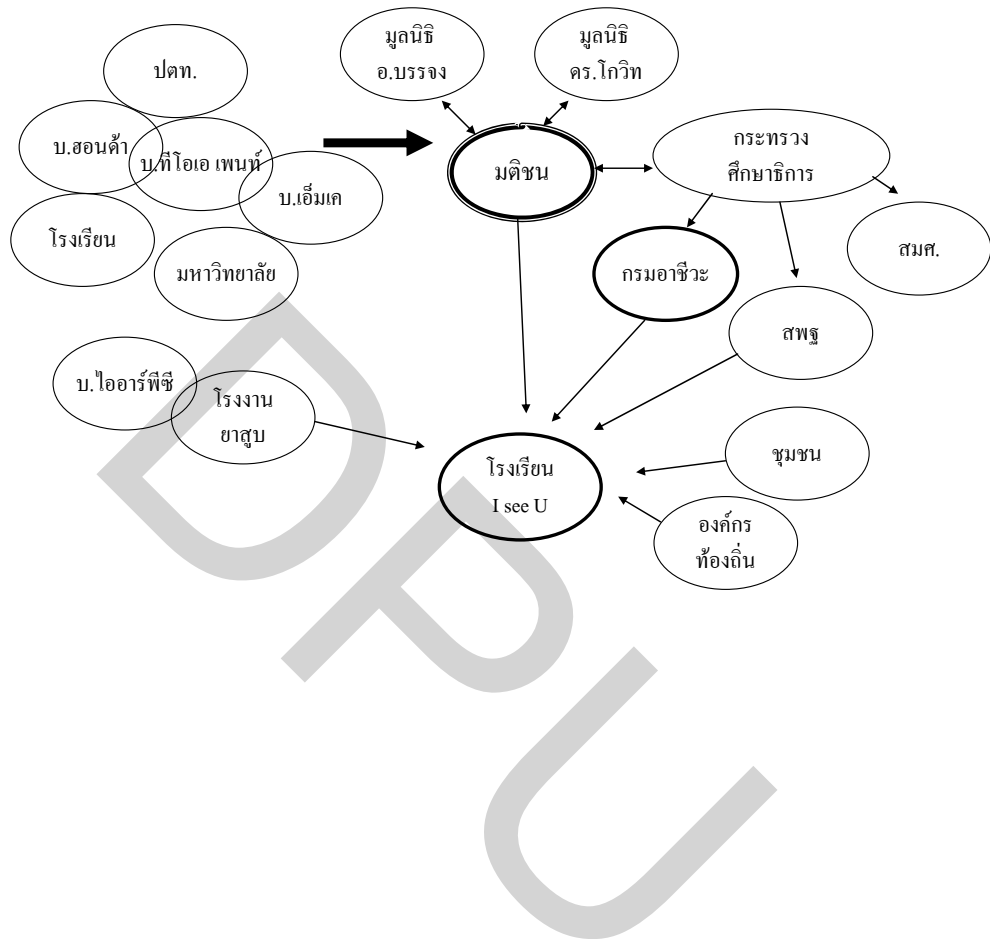 มูลนิธิ
อ.บรรจง
มูลนิธิ
ดร.โกวิท
ปตท.
บ.ฮอนด้า
บ.ทีโอเอ เพนท์
บ.เอ็มเค
โรงเรียน
มหาวิทยาลัย
มติชน
กระทรวง
ศึกษาธิการ
กรมอาชีวะ
สมศ.
สพฐ
บ.ไออาร์พีซี
โรงงาน
ยาสูบ
โรงเรียน
I see U
ชุมชน
องค์กร
ท้องถิ่น
DPU